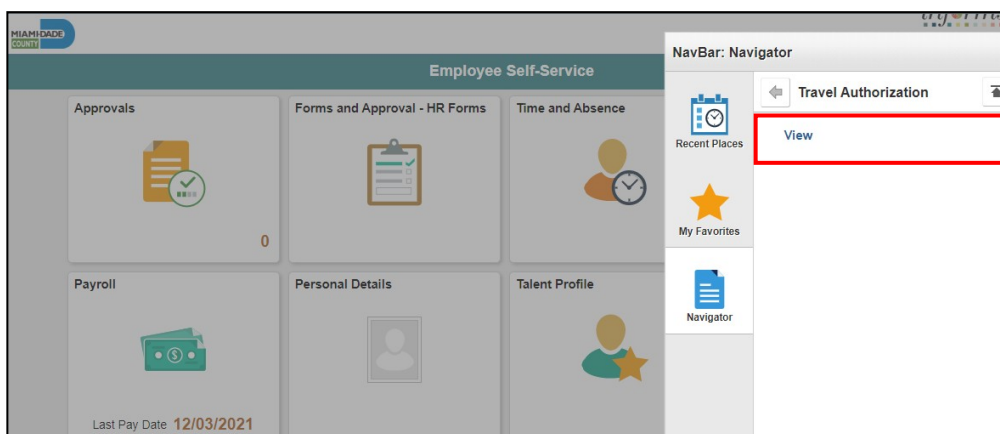 MIAMI-DADE
COUNTY
Employee Self-Service
Approvals
0
Forms and Approval - HR Forms
Time and Absence
Payroll
Last Pay Date 12/03/2021
Personal Details
Talent Profile
NavBar: Navigator
Recent Places
My Favorites
Navigator
Travel Authorization
View